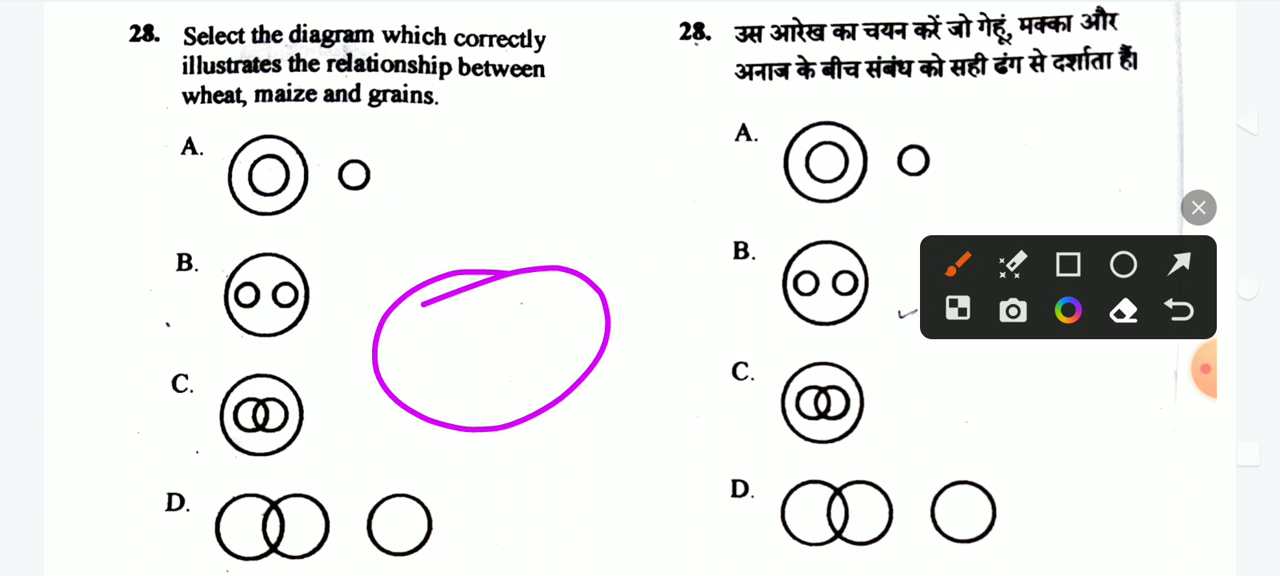 28. Select the diagram which correctly
illustrates the relationship between
wheat, maize and grains.
A.
B.
C.
D.
28. उस आरेख का चयन करें जो गेहूं, मक्का और
अनाज के बीच संबंध को सही ढंग से दर्शाता हैं।
A.
B.
C.
D.